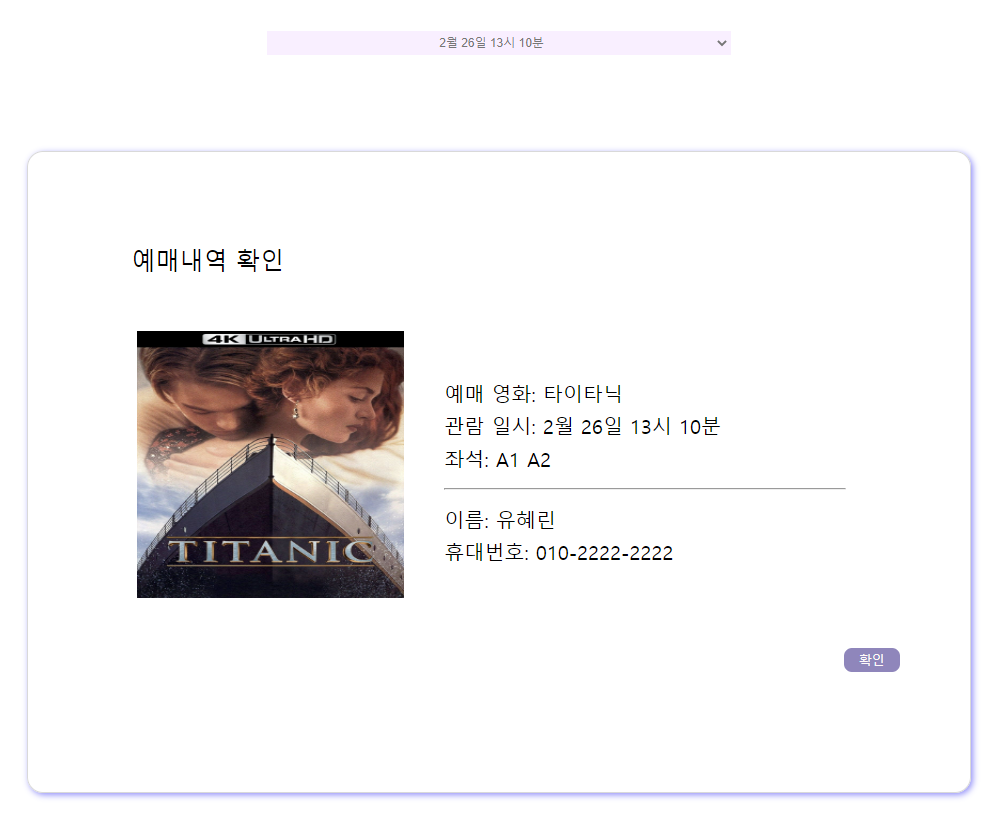 2월 26일 13시 10분
예매내역 확인
4K ULTRA HD
TITANIC
예매 영화: 타이타닉
관람 일시: 2월 26일 13시 10분
좌석: A1 A2
이름: 유혜린
휴대번호: 010-2222-2222
확인